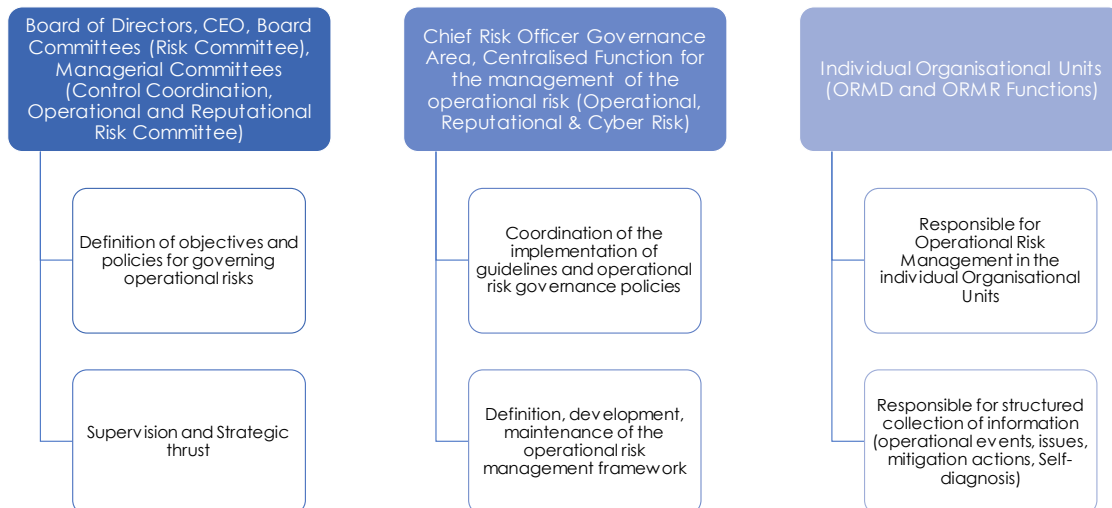 Board of Directors, CEO, Board
Committees (Risk Committee),
Managerial Committees
(Control Coordination,
Operational and Reputational
Risk Committee)
Definition of objectives and
policies for governing
operational risks
Supervision and Strategic
thrust
Chief Risk Officer Governance
Area, Centralised Function for
the management of the
operational risk (Operational,
Reputational & Cyber Risk)
Coordination of the
implementation of
guidelines and operational
risk governance policies
Definition, development,
maintenance of the
operational risk
management framework
Individual Organisational Units
(ORMD and ORMR Functions)
Responsible for
Operational Risk
Management in the
individual Organisational
Units
Responsible for structured
collection of information
(operational events, issues,
mitigation actions, Self-
diagnosis)